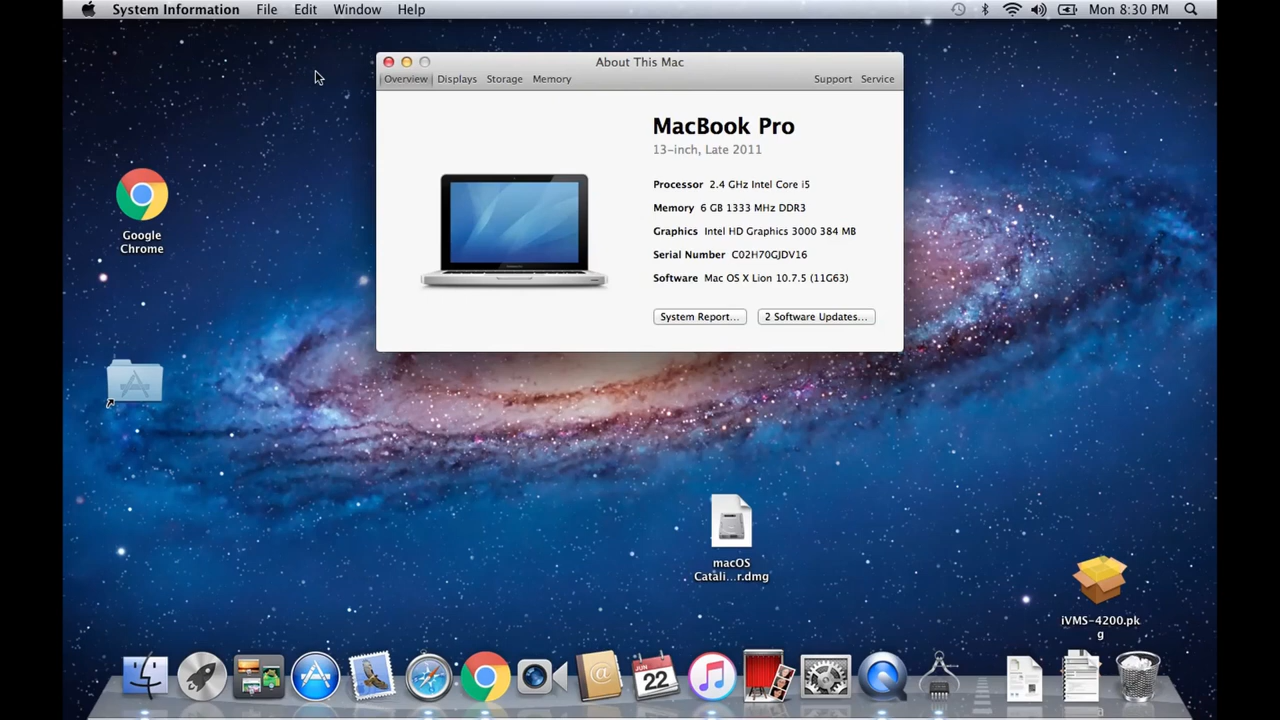 System Information File Edit Window Help Mon 8:30 PM
About This Mac
Overview Displays Storage Memory Support Service
MacBook Pro
13-inch, Late 2011
Processor 2.4 GHz Intel Core i5
Memory 6 GB 1333 MHz DDR3
Graphics Intel HD Graphics 3000 384 MB
Serial Number C02H70GJDV16
Software Mac OS X Lion 10.7.5 (11G63)
System Report... 2 Software Updates...
Google
Chrome
macOS
Catali...r.dmg
iVMS-4200.pk
g
JUN
22